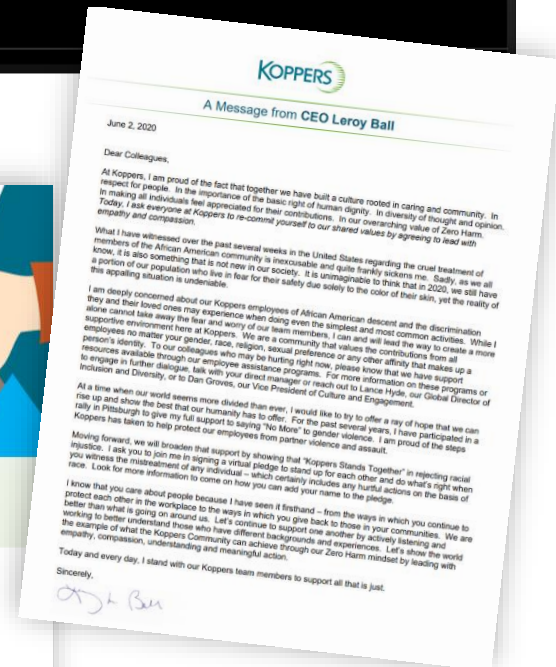 KOPPERS
A Message from CEO Leroy Ball
June 2, 2020
Dear Colleagues,
At Koppers, I am proud of the fact that together we have built a culture rooted in caring and community. In
respect for people. In the importance of the basic right of human dignity. In diversity of thought and opinion.
In making all individuals feel appreciated for their contributions. In our overarching value of Zero Harm.
Today, I ask everyone at Koppers to re-commit yourself to our shared values by agreeing to lead with
empathy and compassion.
What I have witnessed over the past several weeks in the United States regarding the cruel treatment of
members of the African American community is inexcusable and quite frankly sickens me. Sadly, as we all
know, it is also something that is not new in our society. It is unimaginable to think that in 2020, we still have
a portion of our population who live in fear for their safety due solely to the color of their skin, yet the reality of
this appalling situation is undeniable.
I am deeply concerned about our Koppers employees of African American descent and the discrimination
they and their loved ones may experience when doing even the simplest and most common activities. While I
alone cannot take away the fear and worry of our team members, I can and will lead the way to create a more
supportive environment here at Koppers. We are a community that values the contributions from all
employees no matter your gender, race, religion, sexual preference or any other affinity that makes up a
person's identity. To our colleagues who may be hurting right now, please know that we have support
resources available through our employee assistance programs. For more information on these programs or
to engage in further dialogue, talk with your direct manager or reach out to Lance Hyde, our Global Director of
Inclusion and Diversity, or to Dan Groves, our Vice President of Culture and Engagement.
At a time when our world seems more divided than ever, I would like to try to offer a ray of hope that we can
rise up and show the best that our humanity has to offer. For the past several years, I have participated in a
rally in Pittsburgh to give my full support to saying "No More" to gender violence. I am proud of the steps
Koppers has taken to help protect our employees from partner violence and assault.
Moving forward, we will broaden that support by showing that "Koppers Stands Together" in rejecting racial
injustice. I ask you to join me in signing a virtual pledge to stand up for each other and do what's right when
you witness the mistreatment of any individual – which certainly includes any hurtful actions on the basis of
race. Look for more information to come on how you can add your name to the pledge.
I know that you care about people because I have seen it firsthand – from the ways in which you continue to
protect each other in the workplace to the ways in which you give back to those in your communities. We are
better than what is going on around us. Let's continue to support one another by actively listening and
working to better understand those who have different backgrounds and experiences. Let's show the world
the example of what the Koppers Community can achieve through our Zero Harm mindset by leading with
empathy, compassion, understanding and meaningful action.
Today and every day, I stand with our Koppers team members to support all that is just.
Sincerely,